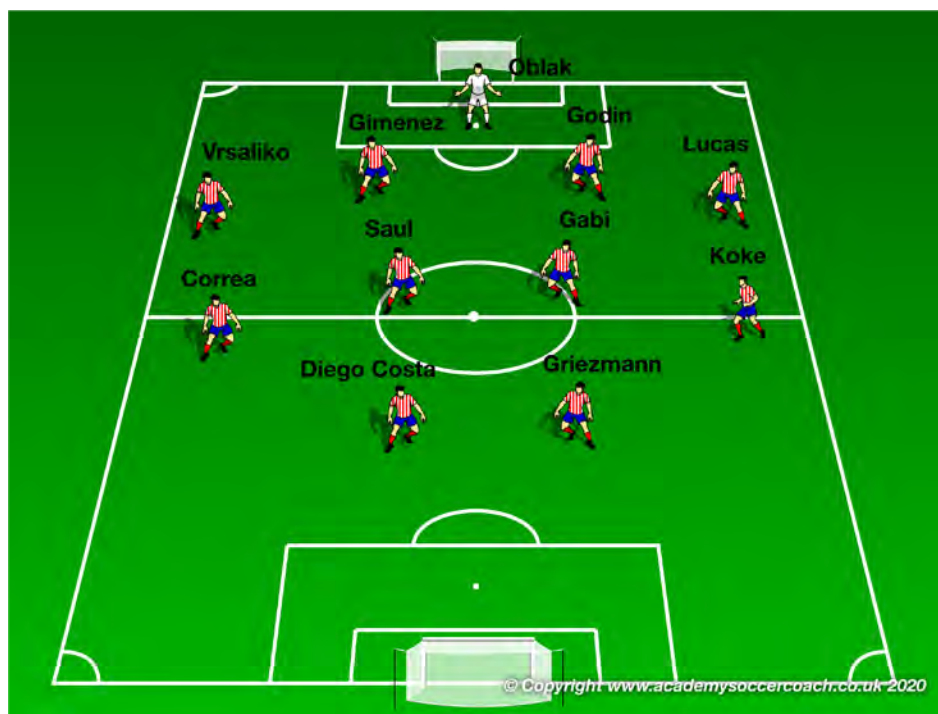 Oblak
Gimenez
Godin
Vrsaliko
Lucas
Saul
Gabi
Koke
Correa
Diego Costa
Griezmann
© Copyright www.academysoccercoach.co.uk 2020